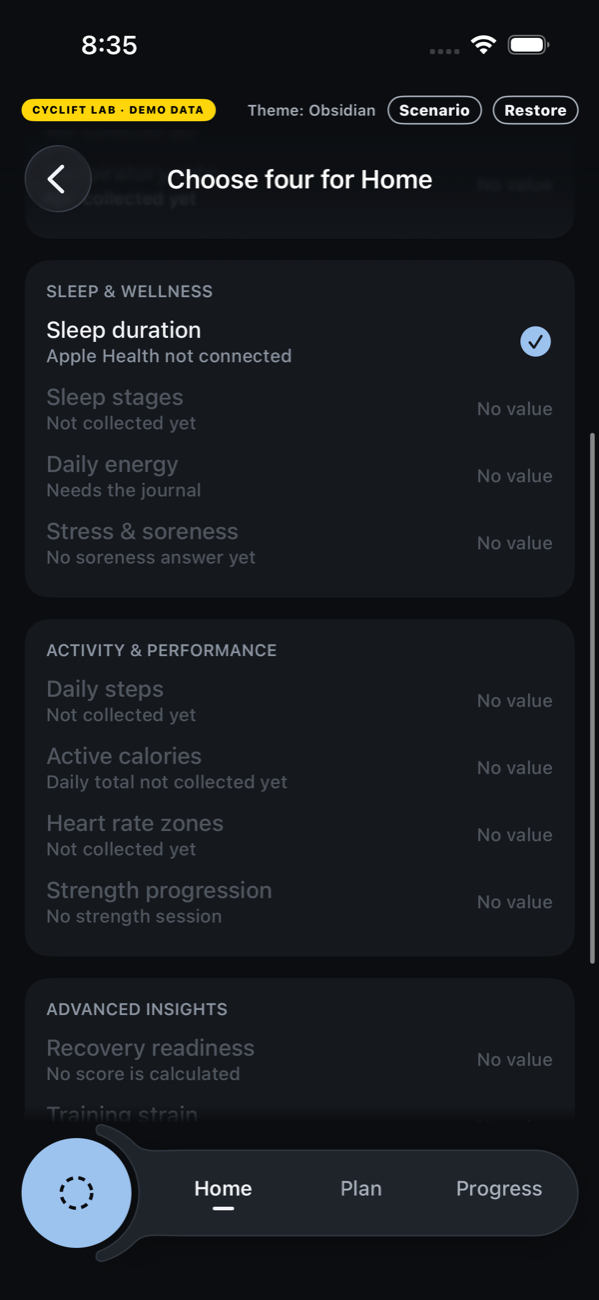 8:35
CYCLIFT LAB · DEMO DATA
Theme: Obsidian
Scenario
Restore
Choose four for Home
SLEEP & WELLNESS
Sleep duration
Apple Health not connected
Sleep stages
Not collected yet
No value
Daily energy
Needs the journal
No value
Stress & soreness
No soreness answer yet
No value
ACTIVITY & PERFORMANCE
Daily steps
Not collected yet
No value
Active calories
Daily total not collected yet
No value
Heart rate zones
Not collected yet
No value
Strength progression
No strength session
No value
ADVANCED INSIGHTS
Recovery readiness
No score is calculated
No value
Training strain
Home
Plan
Progress